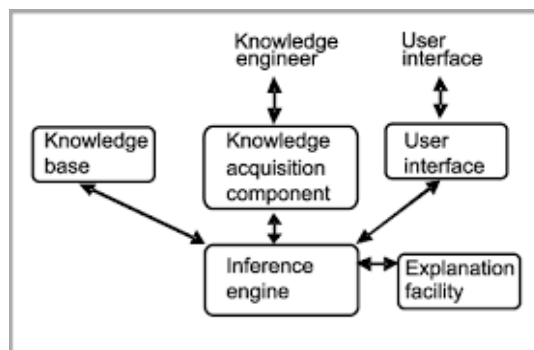 Knowledge
engineer
User
interface
Knowledge
base
Knowledge
acquisition
component
User
interface
Inference
engine
Explanation
facility